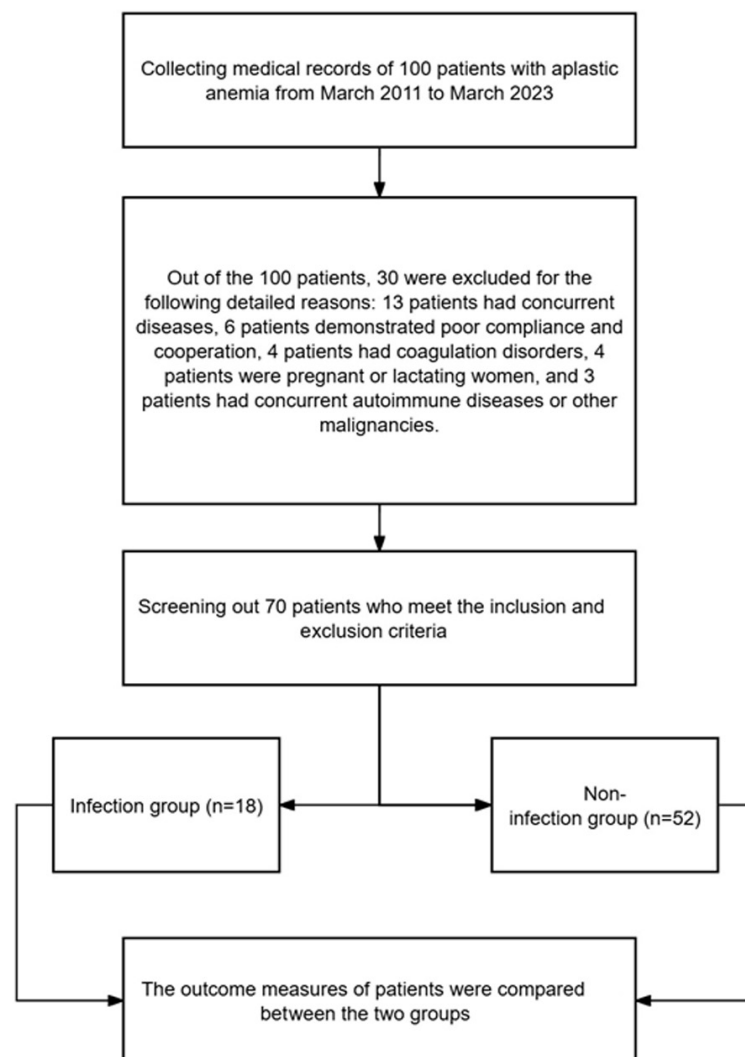 Collecting medical records of 100 patients with aplastic
anemia from March 2011 to March 2023
Out of the 100 patients, 30 were excluded for the
following detailed reasons: 13 patients had concurrent
diseases, 6 patients demonstrated poor compliance and
cooperation, 4 patients had coagulation disorders, 4
patients were pregnant or lactating women, and 3
patients had concurrent autoimmune diseases or other
malignancies.
Screening out 70 patients who meet the inclusion and
exclusion criteria
Infection group (n=18)
Non-
infection group (n=52)
The outcome measures of patients were compared
between the two groups